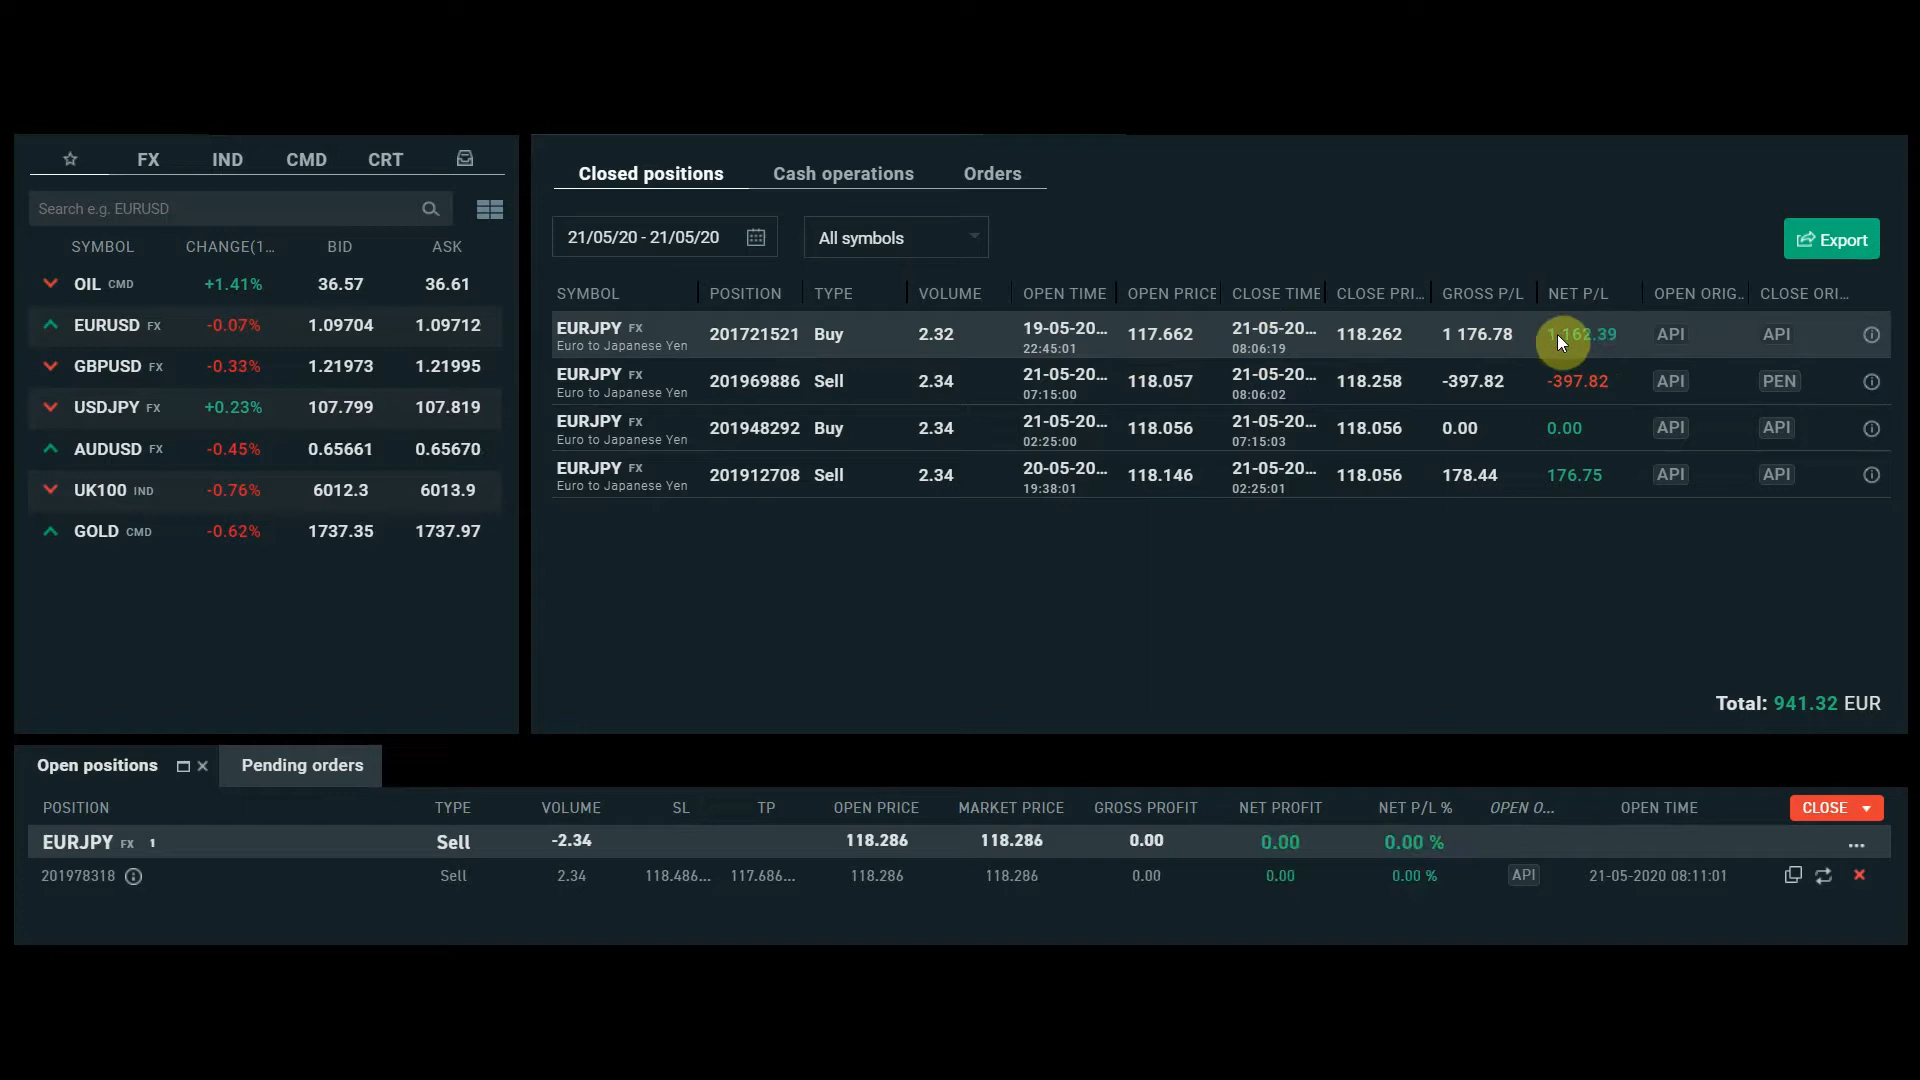 FX IND CMD CRT
Search e.g. EURUSD
SYMBOL CHANGE(1... BID ASK
OIL CMD +1.41% 36.57 36.61
EURUSD FX -0.07% 1.09704 1.09712
GBPUSD FX -0.33% 1.21973 1.21995
USDJPY FX +0.23% 107.799 107.819
AUDUSD FX -0.45% 0.65661 0.65670
UK100 IND -0.76% 6012.3 6013.9
GOLD CMD -0.62% 1737.35 1737.97
Closed positions Cash operations Orders
21/05/20 - 21/05/20 All symbols Export
SYMBOL POSITION TYPE VOLUME OPEN TIME OPEN PRICE CLOSE TIME CLOSE PRI... GROSS P/L NET P/L OPEN ORIG.. CLOSE ORI...
EURJPY FX 201721521 Buy 2.32 19-05-20... 117.662 21-05-20... 118.262 1 176.78 1 162.39 API API
Euro to Japanese Yen 22:45:01 08:06:19
EURJPY FX 201969886 Sell 2.34 21-05-20... 118.057 21-05-20... 118.258 -397.82 -397.82 API PEN
Euro to Japanese Yen 07:15:00 08:06:02
EURJPY FX 201948292 Buy 2.34 21-05-20... 118.056 21-05-20... 118.056 0.00 0.00 API API
Euro to Japanese Yen 02:25:00 07:15:03
EURJPY FX 201912708 Sell 2.34 20-05-20... 118.146 21-05-20... 118.056 178.44 176.75 API API
Euro to Japanese Yen 19:38:01 02:25:01
Total: 941.32 EUR
Open positions Pending orders
POSITION TYPE VOLUME SL TP OPEN PRICE MARKET PRICE GROSS PROFIT NET PROFIT NET P/L % OPEN O... OPEN TIME CLOSE
EURJPY FX 1 Sell -2.34 118.286 118.286 0.00 0.00 0.00 % ...
201978318 Sell 2.34 118.486... 117.686... 118.286 118.286 0.00 0.00 0.00 % API 21-05-2020 08:11:01